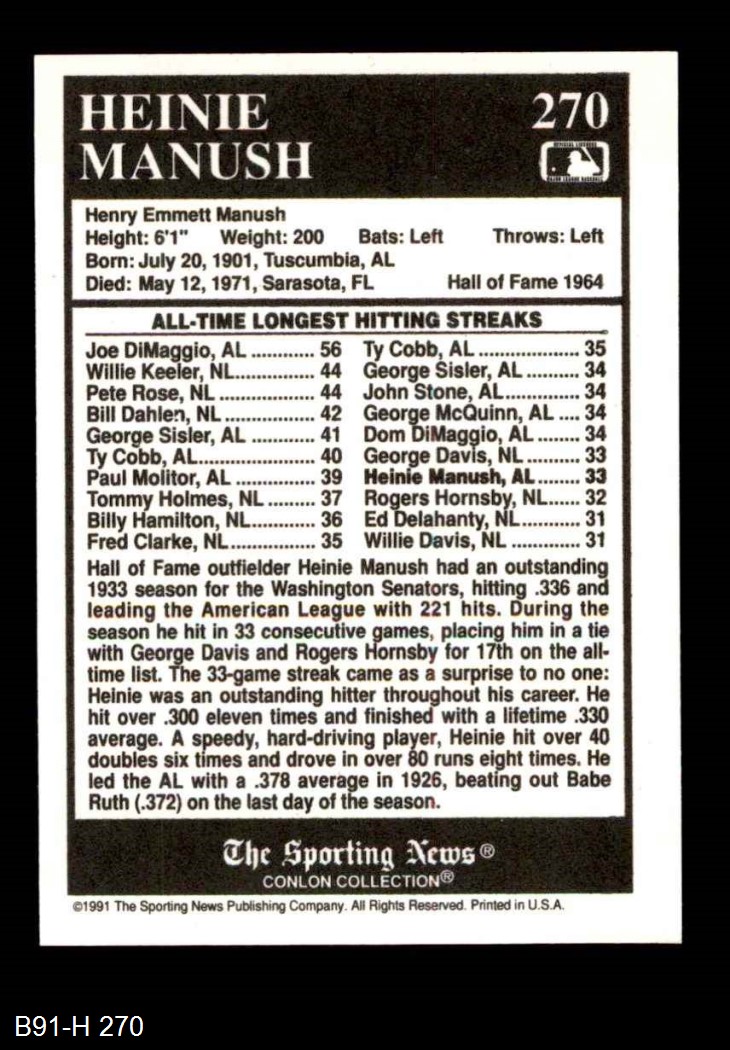 HEINIE
MANUSH
270
Henry Emmett Manush
Height: 6'1" Weight: 200 Bats: Left Throws: Left
Born: July 20, 1901, Tuscumbia, AL
Died: May 12, 1971, Sarasota, FL Hall of Fame 1964
ALL-TIME LONGEST HITTING STREAKS
Joe DiMaggio, AL ............ 56 Ty Cobb, AL ................... 35
Willie Keeler, NL............... 44 George Sisler, AL .......... 34
Pete Rose, NL .................. 44 John Stone, AL.............. 34
Bill Dahlen, NL ................. 42 George McQuinn, AL .... 34
George Sisler, AL ............ 41 Dom DiMaggio, AL ........ 34
Ty Cobb, AL...................... 40 George Davis, NL .......... 33
Paul Molitor, AL ............... 39 Heinie Manush, AL........ 33
Tommy Holmes, NL ......... 37 Rogers Hornsby, NL...... 32
Billy Hamilton, NL............ 36 Ed Delahanty, NL........... 31
Fred Clarke, NL................ 35 Willie Davis, NL ............. 31
Hall of Fame outfielder Heinie Manush had an outstanding
1933 season for the Washington Senators, hitting .336 and
leading the American League with 221 hits. During the
season he hit in 33 consecutive games, placing him in a tie
with George Davis and Rogers Hornsby for 17th on the all-
time list. The 33-game streak came as a surprise to no one:
Heinie was an outstanding hitter throughout his career. He
hit over .300 eleven times and finished with a lifetime .330
average. A speedy, hard-driving player, Heinie hit over 40
doubles six times and drove in over 80 runs eight times. He
led the AL with a .378 average in 1926, beating out Babe
Ruth (.372) on the last day of the season.
The Sporting News®
CONLON COLLECTION®
©1991 The Sporting News Publishing Company. All Rights Reserved. Printed in U.S.A.
B91-H 270